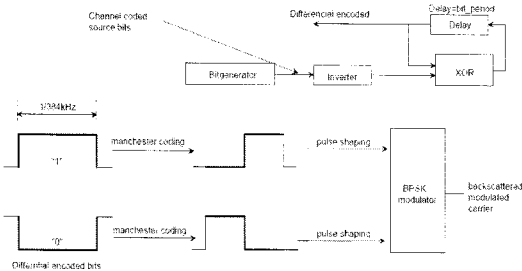 Channel coded
source bits
Differencial encoded
Delay=bit_period
Delay
Bitgenerator
Inverter
XOR
1/384kHz
"1"
manchester coding
pulse shaping
BPSK
modulator
backscattered
modulated
carrier
"0"
manchester coding
pulse shaping
Differntial encoded bits